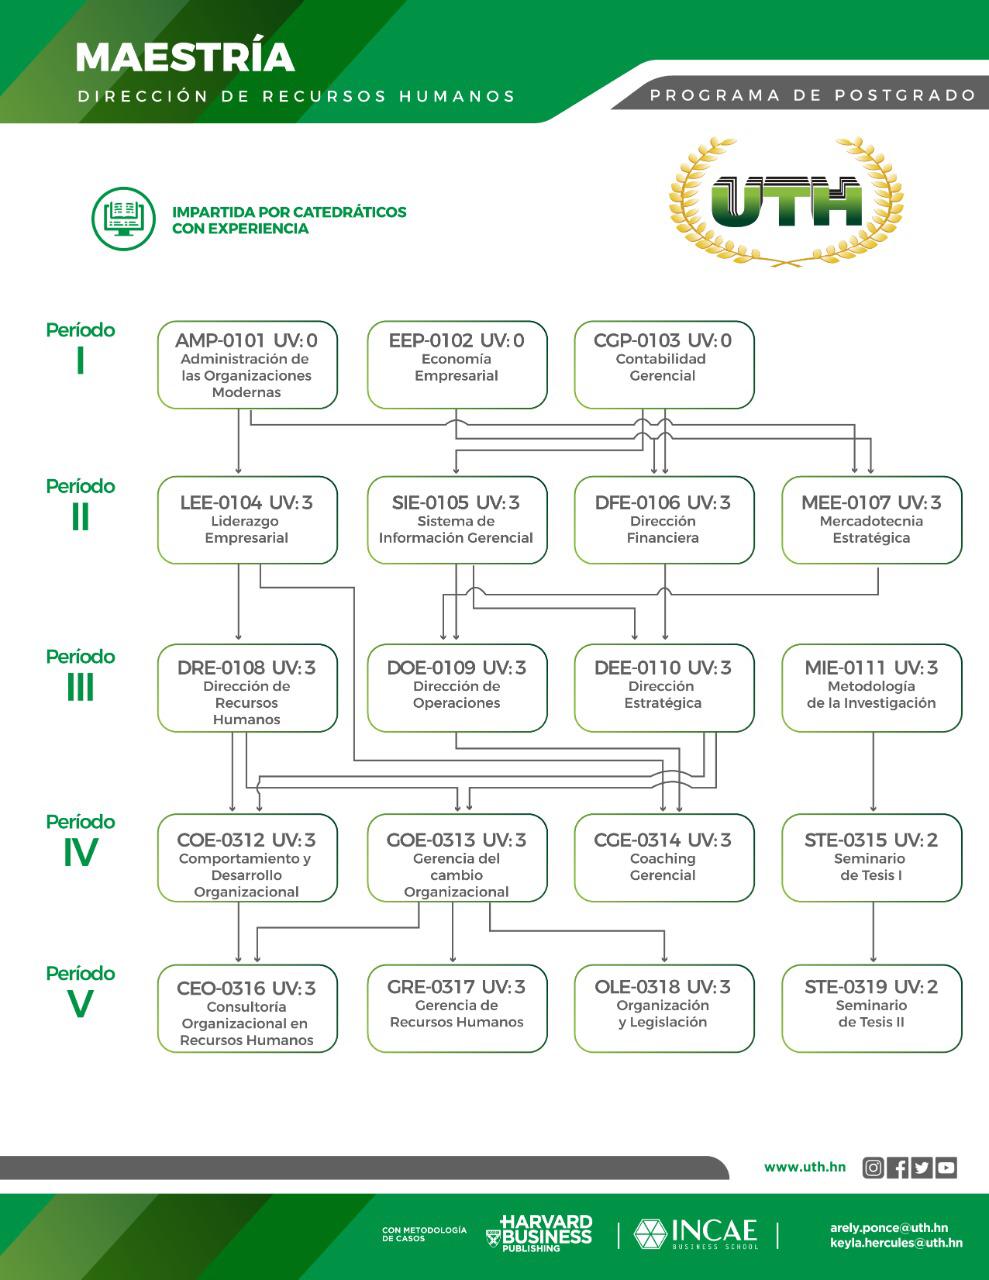 MAESTRÍA
DIRECCIÓN DE RECURSOS HUMANOS
PROGRAMA DE POSTGRADO
IMPARTIDA POR CATEDRÁTICOS
CON EXPERIENCIA
UTH
Período
I
AMP-0101 UV: 0
Administración de
las Organizaciones
Modernas
EEP-0102 UV: 0
Economía
Empresarial
CGP-0103 UV: 0
Contabilidad
Gerencial
Período
II
LEE-0104 UV: 3
Liderazgo
Empresarial
SIE-0105 UV: 3
Sistema de
Información Gerencial
DFE-0106 UV: 3
Dirección
Financiera
MEE-0107 UV: 3
Mercadotecnia
Estratégica
Período
III
DRE-0108 UV: 3
Dirección de
Recursos
Humanos
DOE-0109 UV: 3
Dirección de
Operaciones
DEE-0110 UV: 3
Dirección
Estratégica
MIE-0111 UV: 3
Metodología
de la Investigación
Período
IV
COE-0312 UV: 3
Comportamiento y
Desarrollo
Organizacional
GOE-0313 UV: 3
Gerencia del
cambio
Organizacional
CGE-0314 UV: 3
Coaching
Gerencial
STE-0315 UV: 2
Seminario
de Tesis I
Período
V
CEO-0316 UV: 3
Consultoría
Organizacional en
Recursos Humanos
GRE-0317 UV: 3
Gerencia de
Recursos Humanos
OLE-0318 UV: 3
Organización
y Legislación
STE-0319 UV: 2
Seminario
de Tesis II
www.uth.hn
CON METODOLOGÍA
DE CASOS
HARVARD
BUSINESS
PUBLISHING
INCAE
BUSINESS SCHOOL
arely.ponce@uth.hn
keyla.hercules@uth.hn